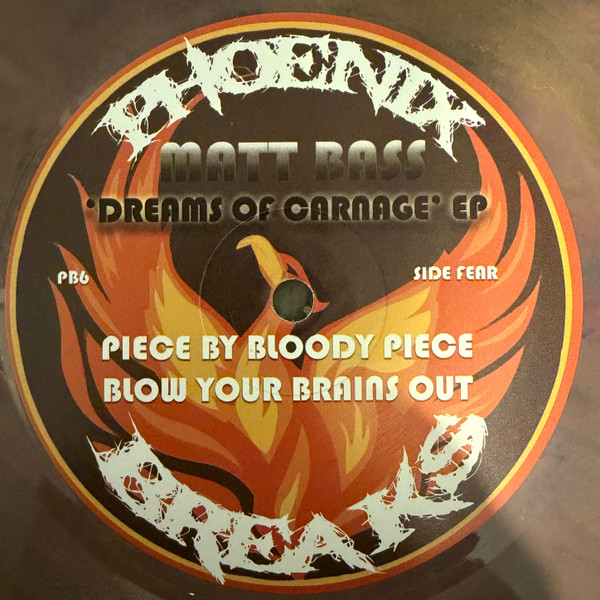 PHOENIX
MATT BASS
'DREAMS OF CARNAGE' EP
PB6 SIDE FEAR
PIECE BY BLOODY PIECE
BLOW YOUR BRAINS OUT
BREAKS